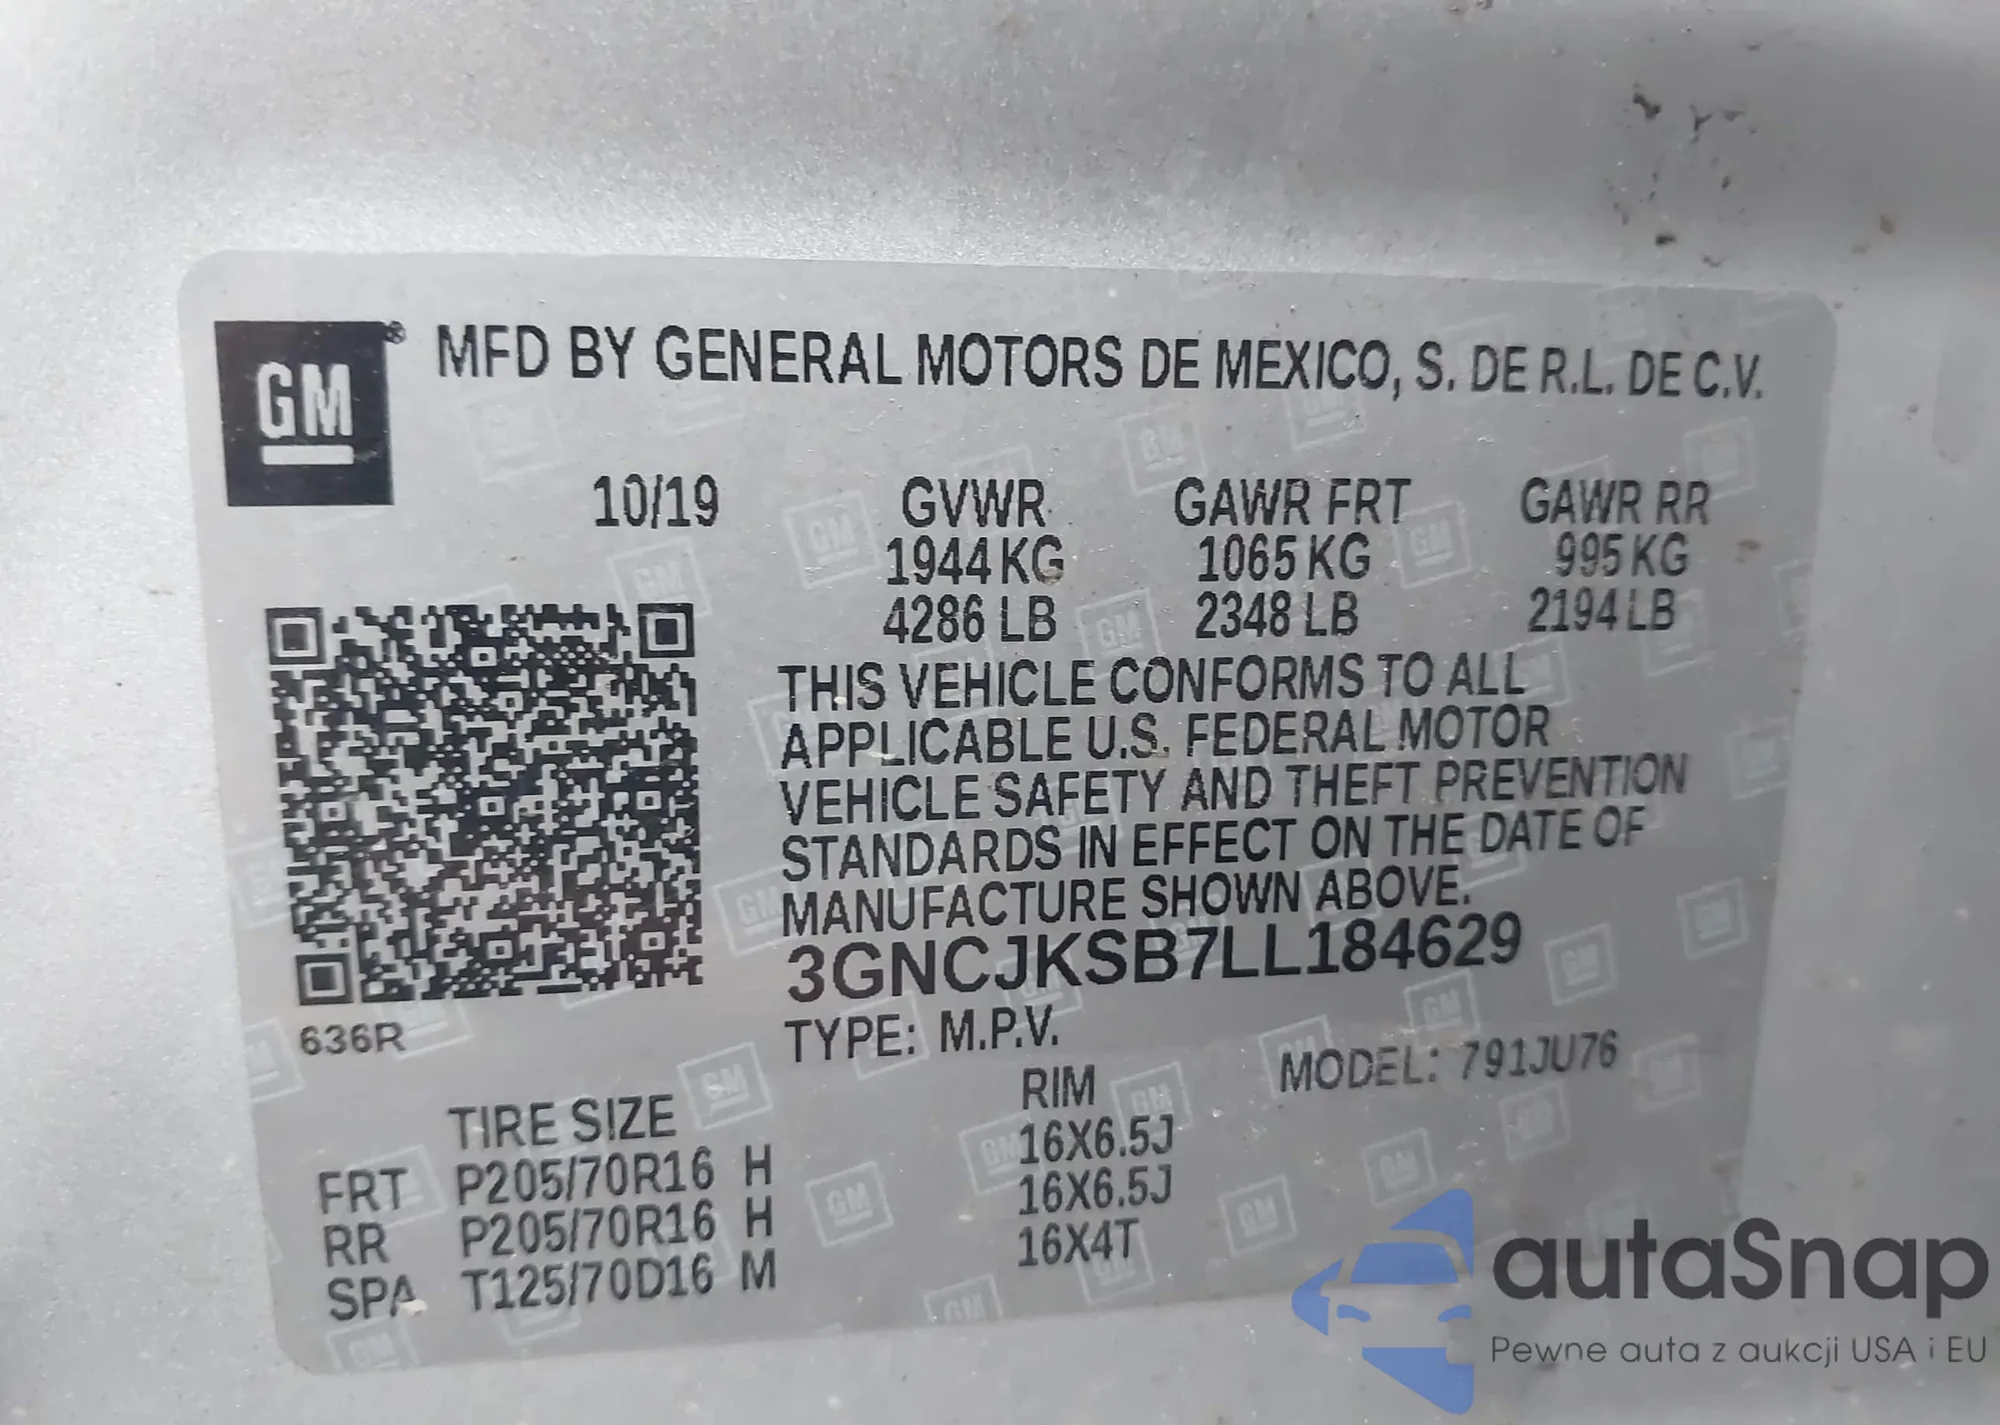 GM® MFD BY GENERAL MOTORS DE MEXICO, S. DE R.L. DE C.V.
10/19 GVWR GAWR FRT GAWR RR
1944 KG 1065 KG 995 KG
4286 LB 2348 LB 2194 LB
THIS VEHICLE CONFORMS TO ALL
APPLICABLE U.S. FEDERAL MOTOR
VEHICLE SAFETY AND THEFT PREVENTION
STANDARDS IN EFFECT ON THE DATE OF
MANUFACTURE SHOWN ABOVE.
3GNCJKSB7LL184629
636R
TYPE: M.P.V.
MODEL: 791JU76
TIRE SIZE RIM
FRT P205/70R16 H 16X6.5J
RR P205/70R16 H 16X6.5J
SPA T125/70D16 M 16X4T
autaSnap
Pewne auta z aukcji USA i EU